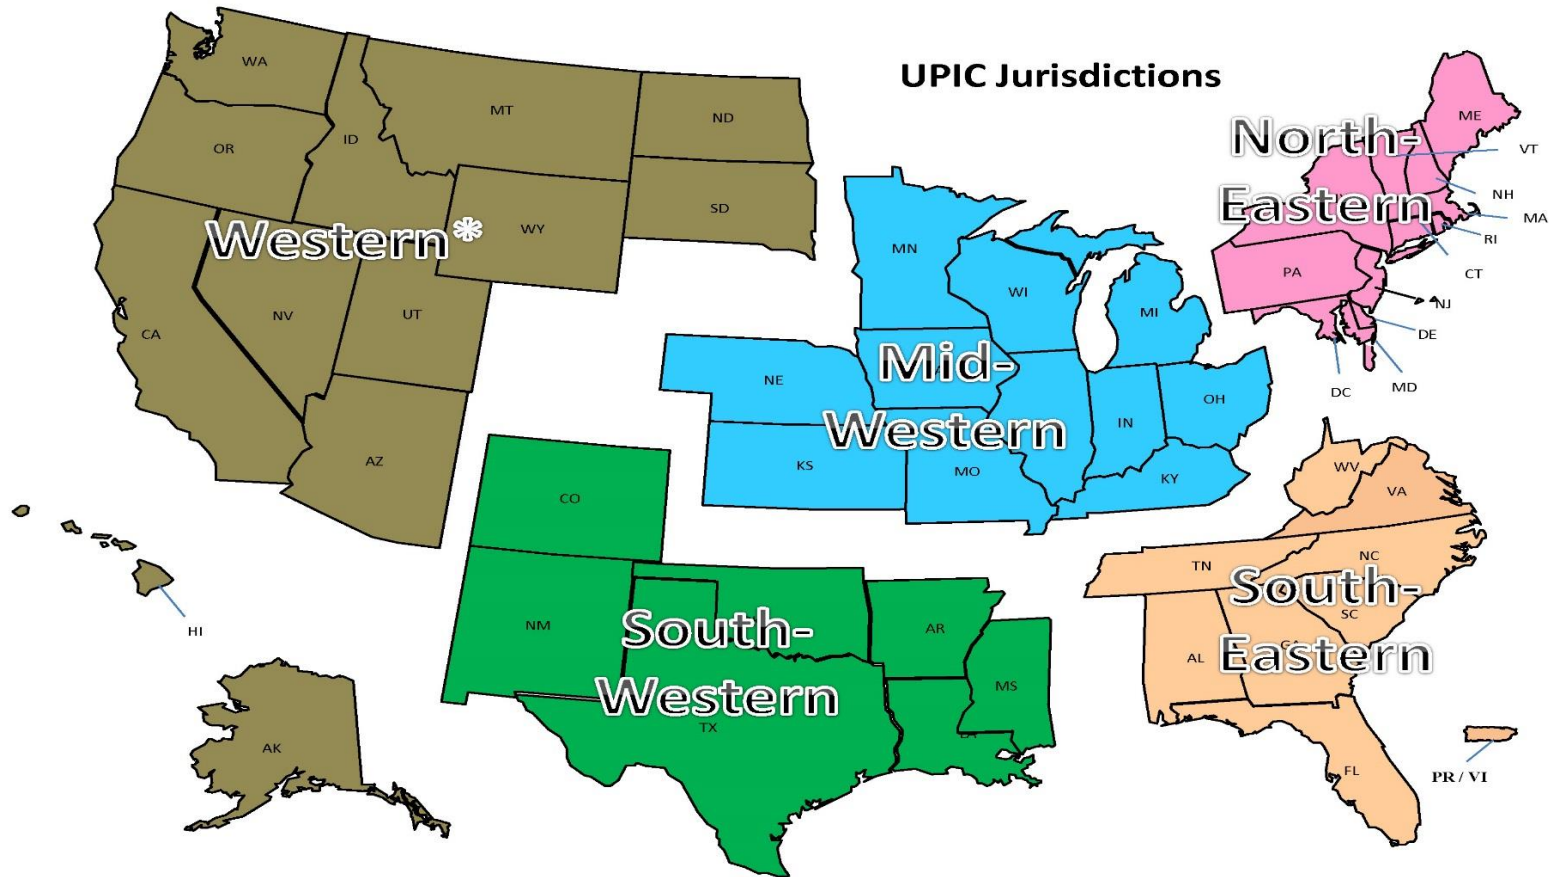 UPIC Jurisdictions
WA
MT
ND
OR
ID
SD
WY
Western*
CA
NV
UT
AZ
HI
AK
North-
Eastern
ME
VT
NH
MA
RI
CT
PA
NJ
DE
MD
DC
MN
WI
MI
Mid-
Western
NE
IN
OH
KS
MO
KY
CO
NM
AR
South-
Western
MS
TX
WV
VA
TN
NC
South-
Eastern
SC
AL
FL
PR / VI